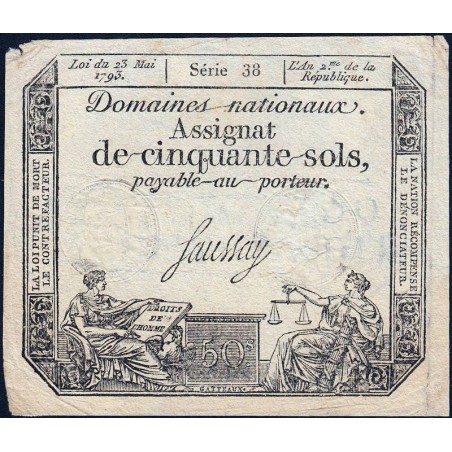 Loi du 23 Mai
1793.
Série 38
L'An 2.me de la
République.
Domaines nationaux.
Assignat
de-cinquante-sols,
payable-au-porteur.
LA LOI PUNIT DE MORT
LE CONTREFACTEUR.
LA NATION RÉCOMPENSE
LE DÉNONCIATEUR.
Saussay
DROITS
DE
L'HOMME
50s
GATTEAUX